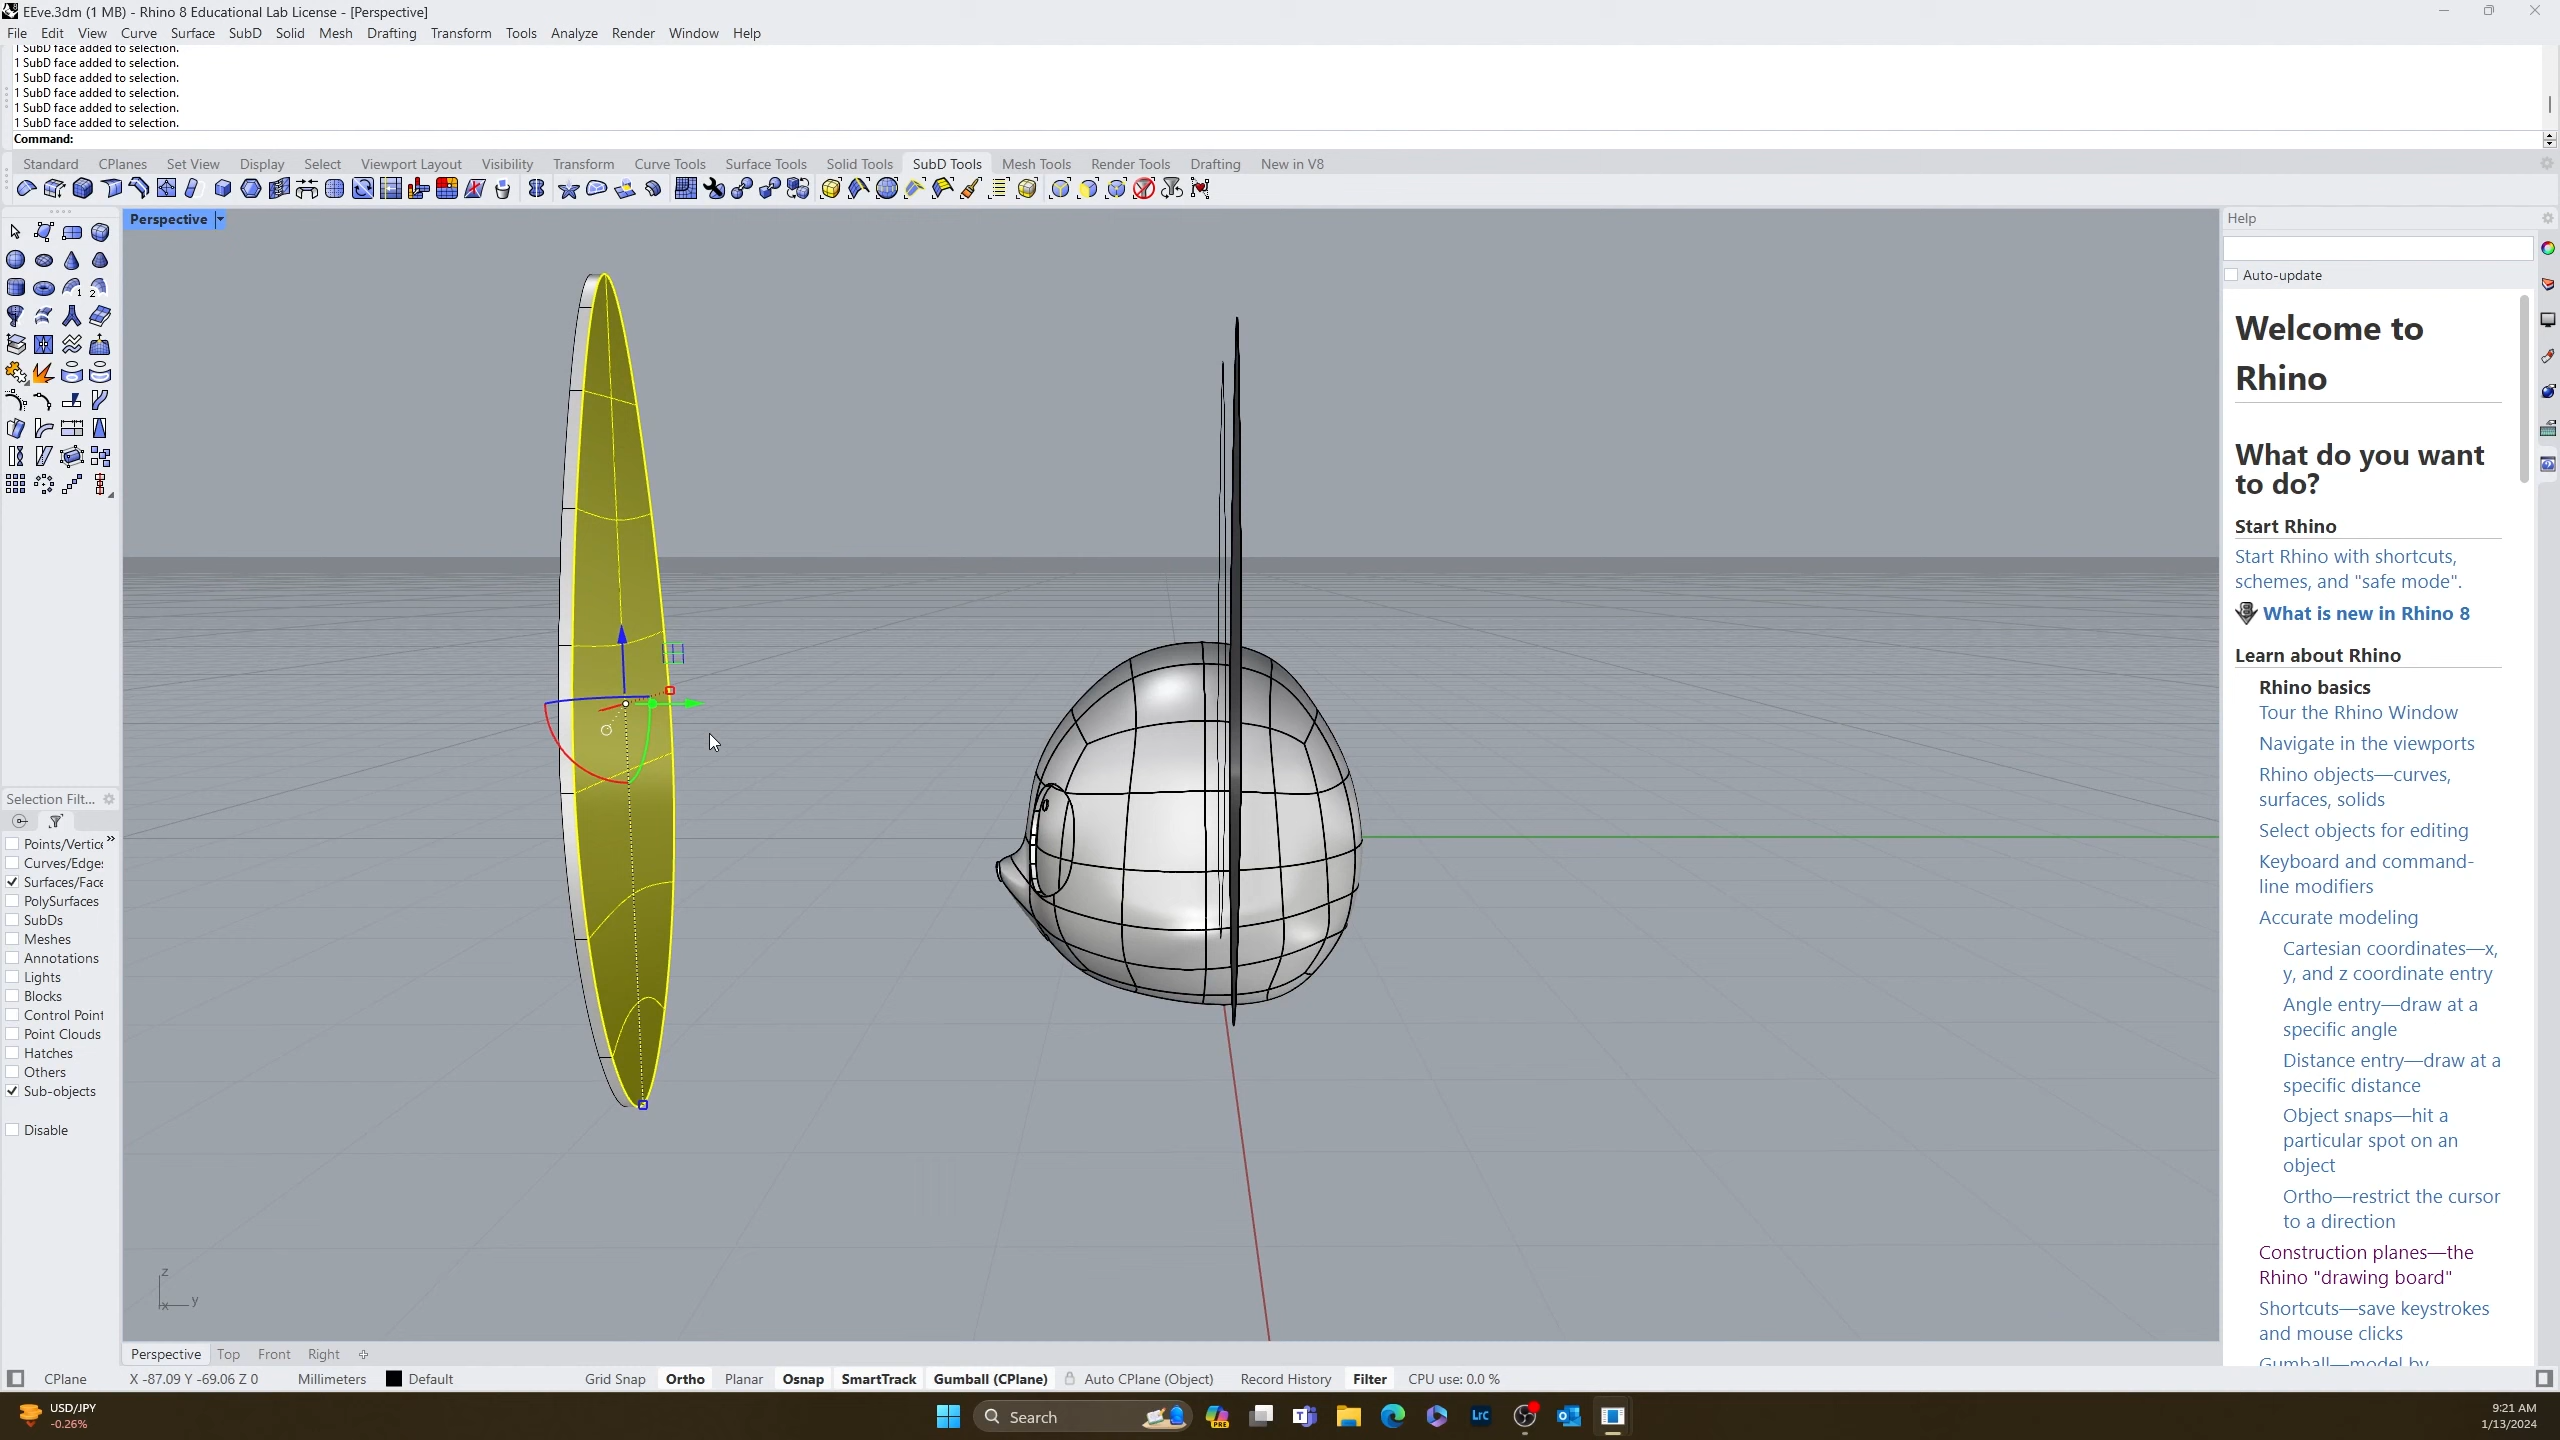 EEve.3dm (1 MB) - Rhino 8 Educational Lab License - [Perspective]
File Edit View Curve Surface SubD Solid Mesh Drafting Transform Tools Analyze Render Window Help
1 SubD face added to selection.
1 SubD face added to selection.
1 SubD face added to selection.
1 SubD face added to selection.
1 SubD face added to selection.
1 SubD face added to selection.
Command:
Standard CPlanes Set View Display Select Viewport Layout Visibility Transform Curve Tools Surface Tools Solid Tools SubD Tools Mesh Tools Render Tools Drafting New in V8
Perspective
Selection Filt...
Points/Vertice
Curves/Edge
Surfaces/Face
PolySurfaces
SubDs
Meshes
Annotations
Lights
Blocks
Control Point
Point Clouds
Hatches
Others
Sub-objects
Disable
z
x y
Help
Auto-update
Welcome to
Rhino
What do you want
to do?
Start Rhino
Start Rhino with shortcuts,
schemes, and "safe mode".
What is new in Rhino 8
Learn about Rhino
Rhino basics
Tour the Rhino Window
Navigate in the viewports
Rhino objects—curves,
surfaces, solids
Select objects for editing
Keyboard and command-
line modifiers
Accurate modeling
Cartesian coordinates—x,
y, and z coordinate entry
Angle entry—draw at a
specific angle
Distance entry—draw at a
specific distance
Object snaps—hit a
particular spot on an
object
Ortho—restrict the cursor
to a direction
Construction planes—the
Rhino "drawing board"
Shortcuts—save keystrokes
and mouse clicks
Gumball—model by
Perspective Top Front Right
CPlane X -87.09 Y -69.06 Z 0 Millimeters Default Grid Snap Ortho Planar Osnap SmartTrack Gumball (CPlane) Auto CPlane (Object) Record History Filter CPU use: 0.0 %
USD/JPY
-0.26%
Search
PRE
Lrc
9:21 AM
1/13/2024